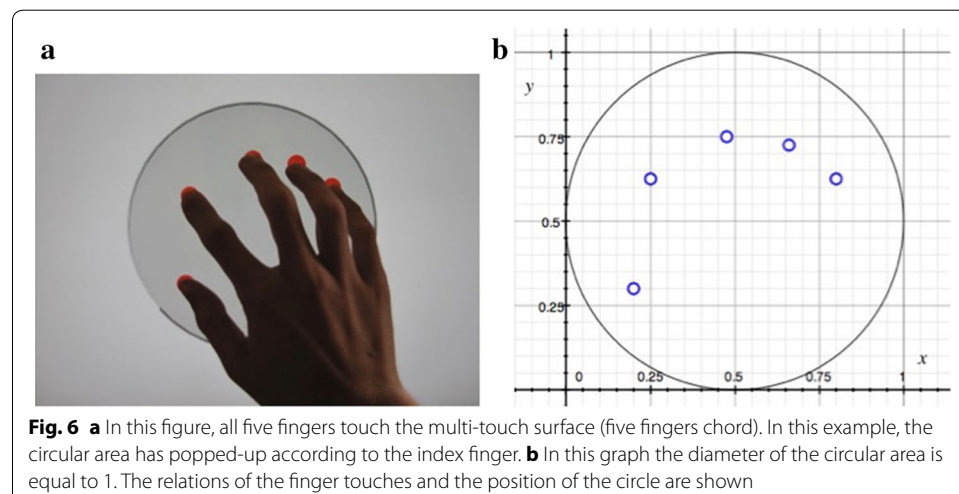 a
b
1
y
0.75
0.5
0.25
x
0
0.25
0.5
0.75
1
Fig. 6 a In this figure, all five fingers touch the multi-touch surface (five fingers chord). In this example, the
circular area has popped-up according to the index finger. b In this graph the diameter of the circular area is
equal to 1. The relations of the finger touches and the position of the circle are shown